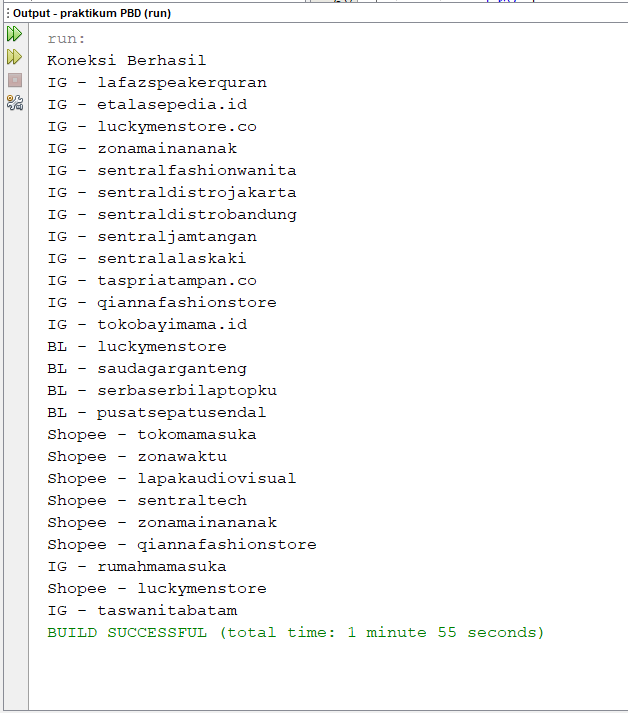 Output - praktikum PBD (run)
run:
Koneksi Berhasil
IG - lafazspeakerquran
IG - etalasepedia.id
IG - luckymenstore.co
IG - zonamainananak
IG - sentralfashionwanita
IG - sentraldistrojakarta
IG - sentraldistrobandung
IG - sentraljamtangan
IG - sentralalaskaki
IG - taspriatampan.co
IG - qiannafashionstore
IG - tokobayimama.id
BL - luckymenstore
BL - saudagarganteng
BL - serbaserbilaptopku
BL - pusatsepatusendal
Shopee - tokomamasuka
Shopee - zonawaktu
Shopee - lapakaudiovisual
Shopee - sentraltech
Shopee - zonamainananak
Shopee - qiannafashionstore
IG - rumahmamasuka
Shopee - luckymenstore
IG - taswanitabatam
BUILD SUCCESSFUL (total time: 1 minute 55 seconds)